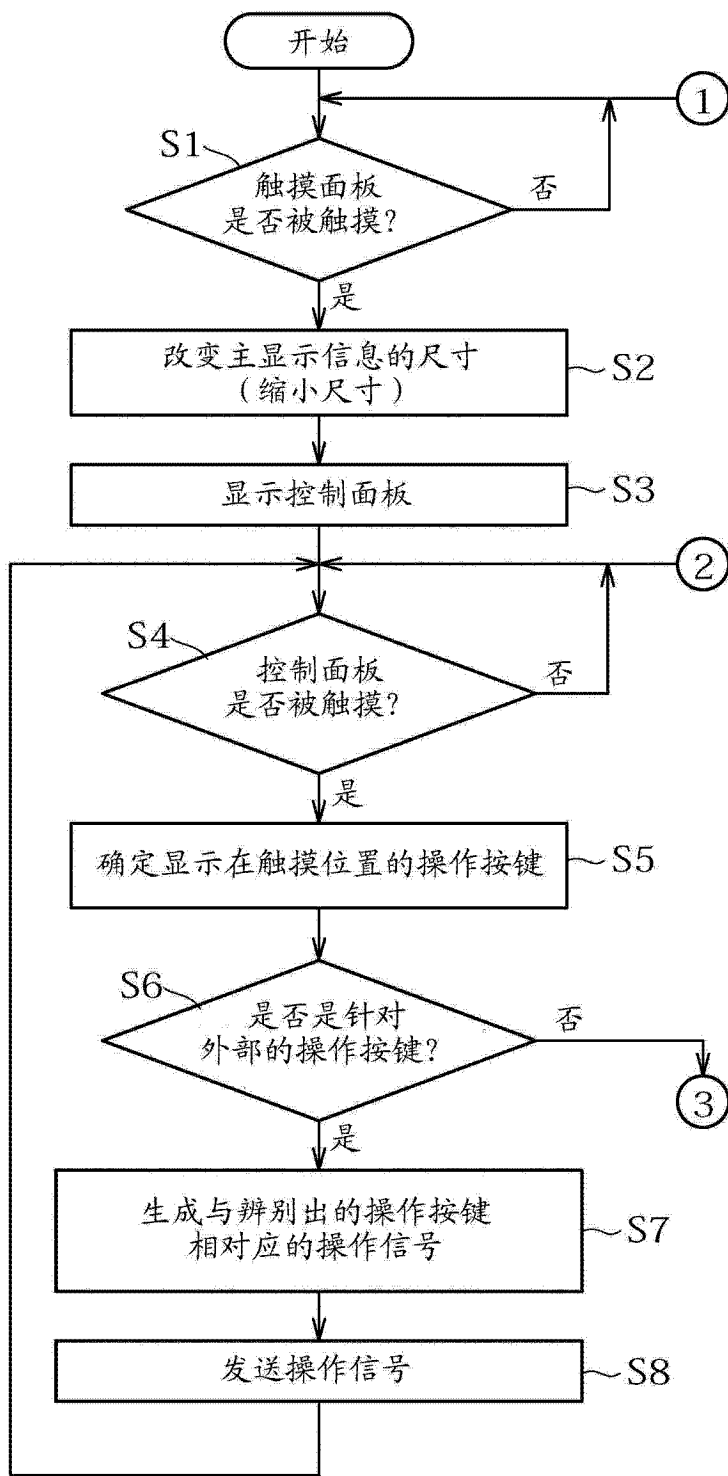 开始
①
S1
触摸面板
是否被触摸?
否
是
改变主显示信息的尺寸
(缩小尺寸)
S2
显示控制面板
S3
②
S4
控制面板
是否被触摸?
否
是
确定显示在触摸位置的操作按键
S5
S6
是否是针对
外部的操作按键?
否
③
是
生成与辨别出的操作按键
相对应的操作信号
S7
发送操作信号
S8